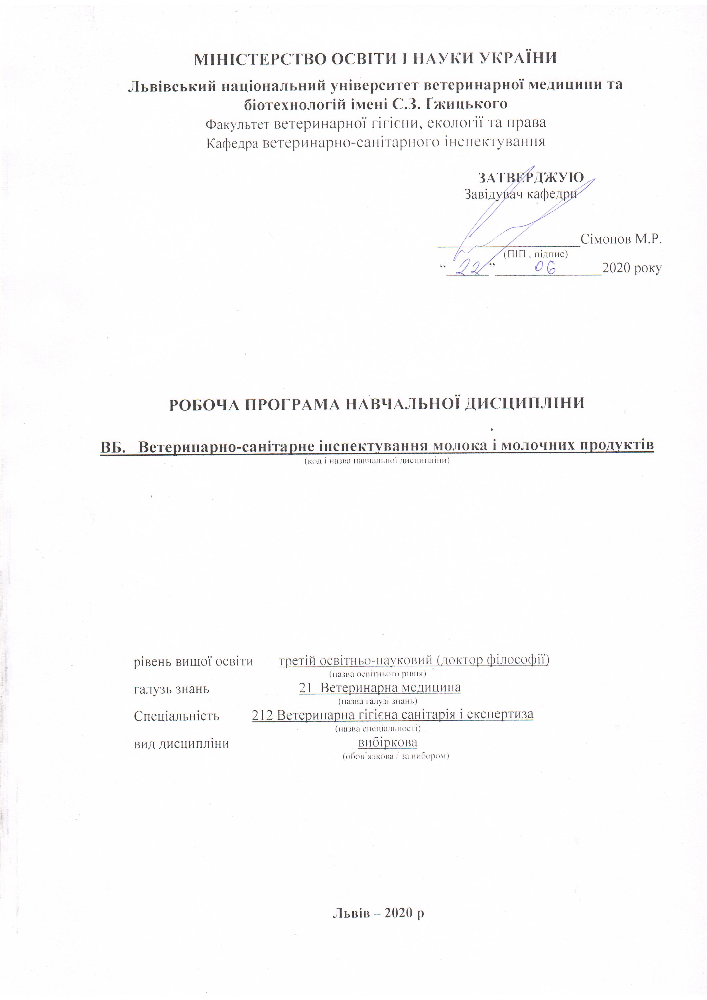 МІНІСТЕРСТВО ОСВІТИ І НАУКИ УКРАЇНИ
Львівський національний університет ветеринарної медицини та
біотехнологій імені С.З. Ґжицького
Факультет ветеринарної гігієни, екології та права
Кафедра ветеринарно-санітарного інспектування
ЗАТВЕРДЖУЮ
Завідувач кафедри
____________________Сімонов М.Р.
(ПІП , підпис)
“ 22 ” 06 2020 року
РОБОЧА ПРОГРАМА НАВЧАЛЬНОЇ ДИСЦИПЛІНИ
ВБ. Ветеринарно-санітарне інспектування молока і молочних продуктів
(код і назва навчальної дисципліни)
рівень вищої освіти третій освітньо-науковий (доктор філософії)
(назва освітнього рівня)
галузь знань 21 Ветеринарна медицина
(назва галузі знань)
Спеціальність 212 Ветеринарна гігієна санітарія і експертиза
(назва спеціальності)
вид дисципліни вибіркова
(обов'язкова / за вибором)
Львів – 2020 р